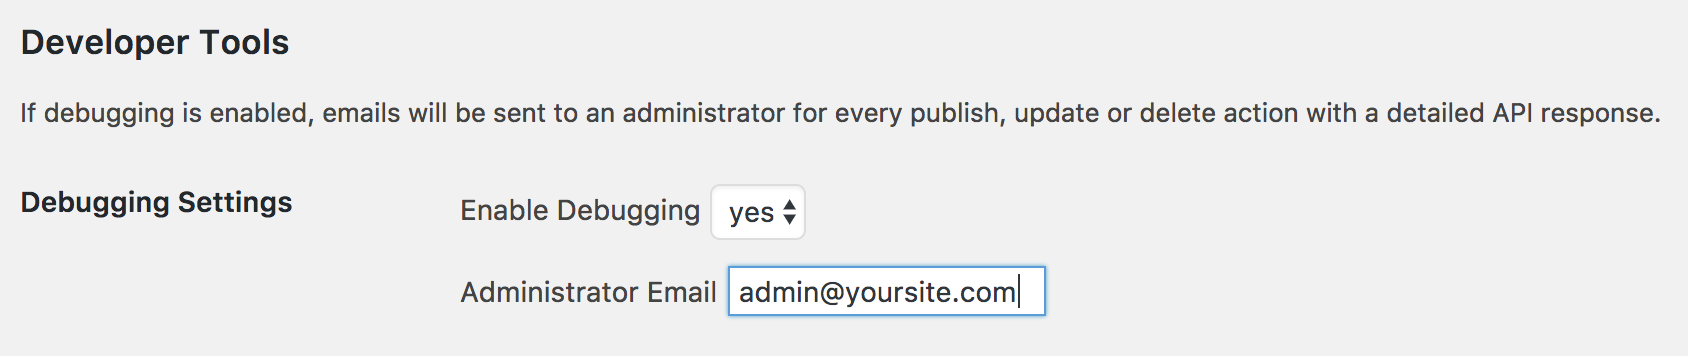 Developer Tools
If debugging is enabled, emails will be sent to an administrator for every publish, update or delete action with a detailed API response.
Debugging Settings
Enable Debugging yes
Administrator Email admin@yoursite.com